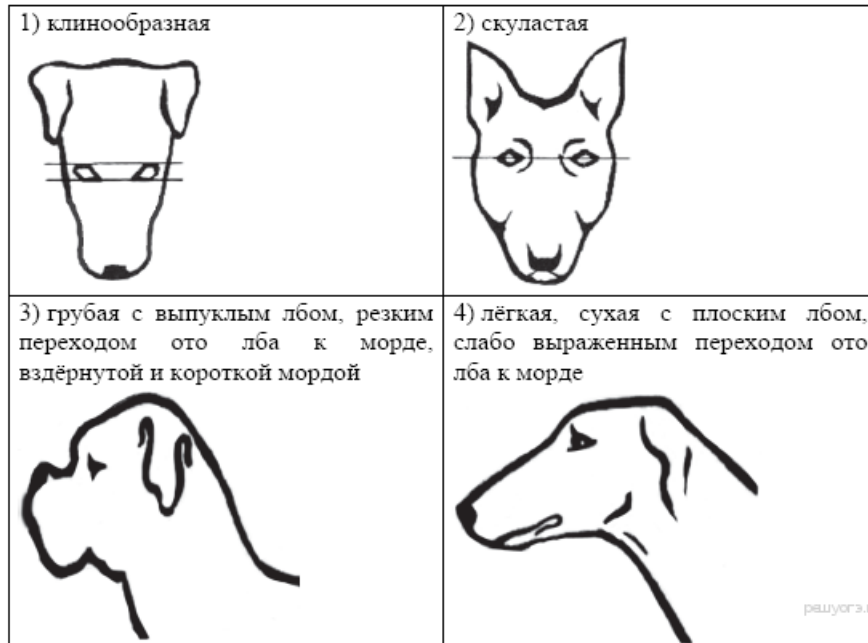 1) клинообразная
2) скуластая
3) грубая с выпуклым лбом, резким
переходом ото лба к морде,
вздёрнутой и короткой мордой
4) лёгкая, сухая с плоским лбом,
слабо выраженным переходом ото
лба к морде